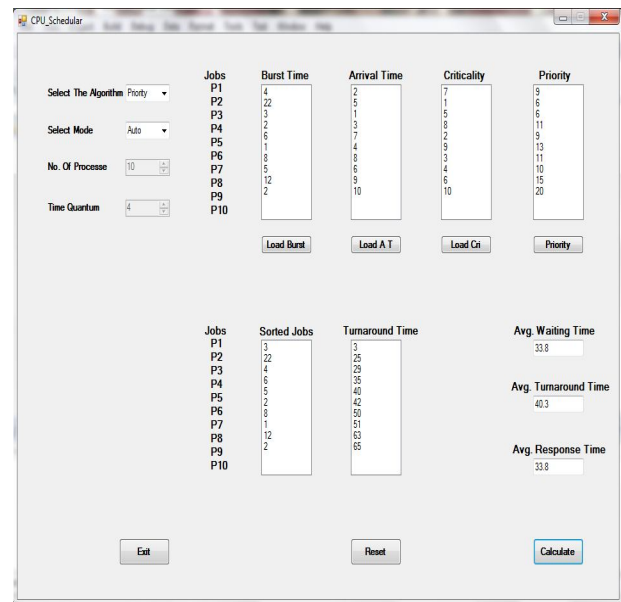 CPU_Schedular
Select The Algorithm Priority
Select Mode Auto
No. Of Processe 10
Time Quantum 4
Jobs
P1
P2
P3
P4
P5
P6
P7
P8
P9
P10
Burst Time
4
22
3
2
6
1
8
5
12
2
Load Burst
Arrival Time
2
5
1
3
7
4
8
6
9
10
Load A T
Criticality
7
1
5
8
2
9
3
4
6
10
Load Cri
Priority
9
6
6
11
9
13
11
10
15
20
Priority
Jobs
P1
P2
P3
P4
P5
P6
P7
P8
P9
P10
Sorted Jobs
3
22
4
6
5
2
8
1
12
2
Turnaround Time
3
25
29
35
40
42
50
51
63
65
Avg. Waiting Time
33.8
Avg. Turnaround Time
40.3
Avg. Response Time
33.8
Exit
Reset
Calculate